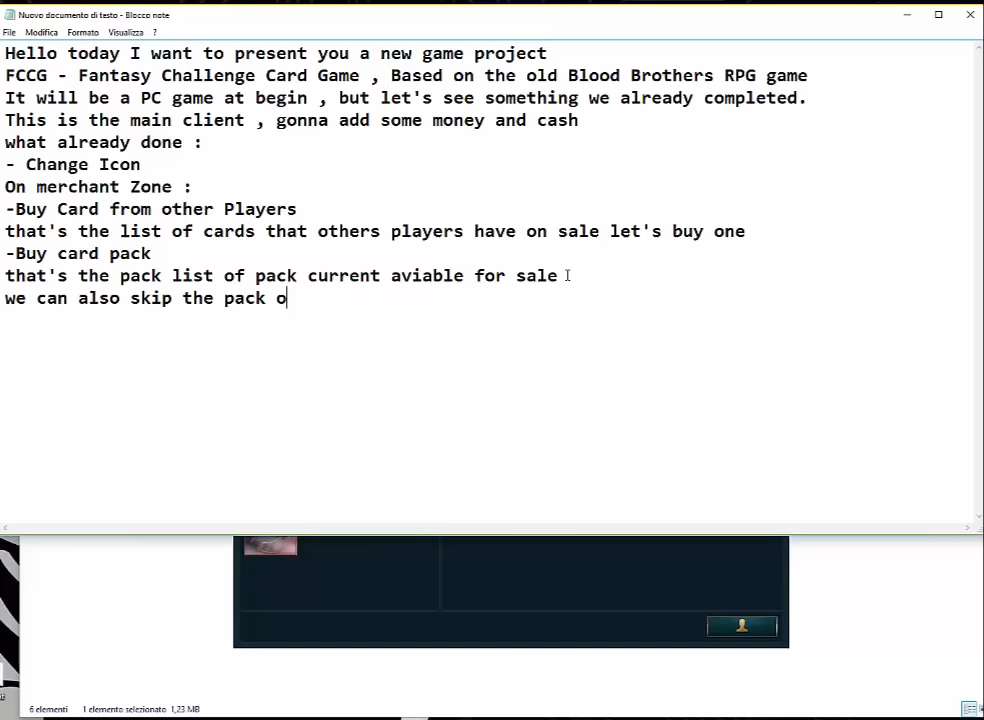 Nuovo documento di testo - Blocco note
File Modifica Formato Visualizza ?
Hello today I want to present you a new game project
FCCG - Fantasy Challenge Card Game , Based on the old Blood Brothers RPG game
It will be a PC game at begin , but let's see something we already completed.
This is the main client , gonna add some money and cash
what already done :
- Change Icon
On merchant Zone :
-Buy Card from other Players
that's the list of cards that others players have on sale let's buy one
-Buy card pack
that's the pack list of pack current aviable for sale
we can also skip the pack o
6 elementi 1 elemento selezionato 1,23 MB